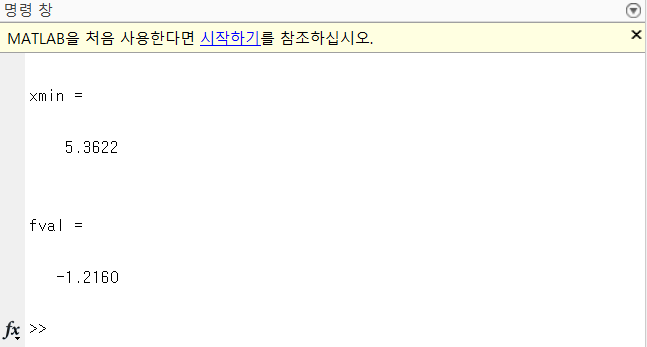 명령 창
MATLAB을 처음 사용한다면 시작하기를 참조하십시오.
xmin =
5.3622
fval =
-1.2160
fx >>